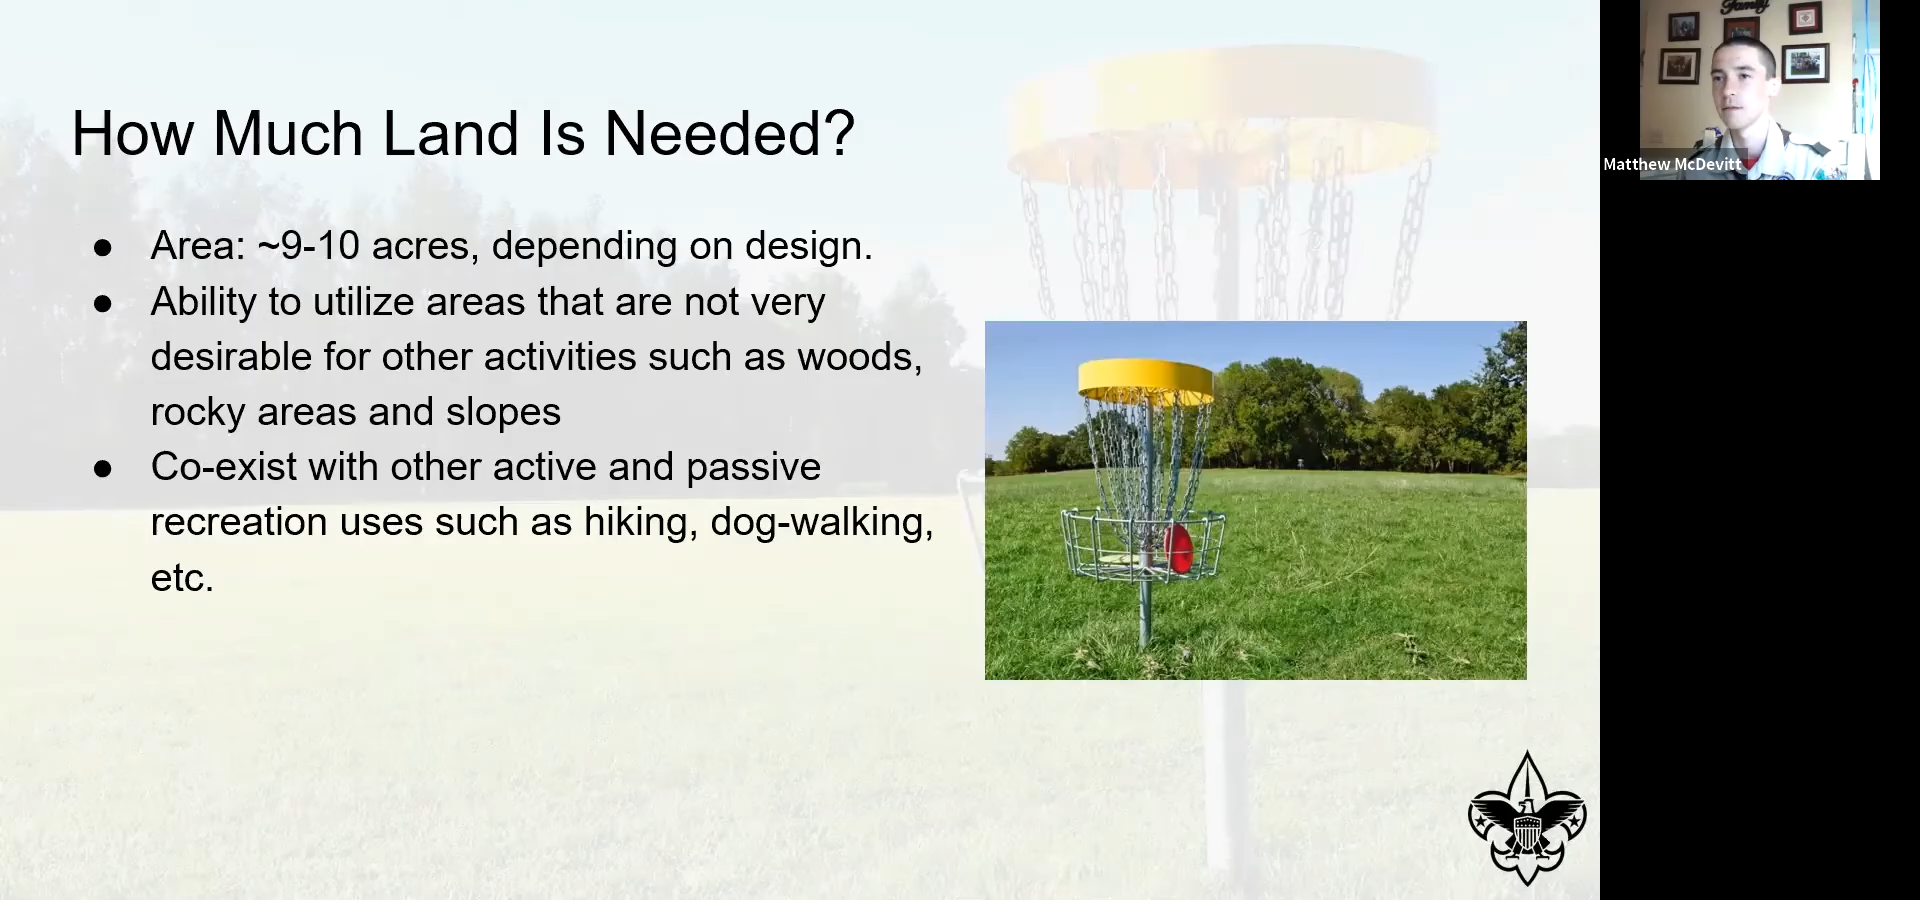 How Much Land Is Needed?
● Area: ~9-10 acres, depending on design.
● Ability to utilize areas that are not very
desirable for other activities such as woods,
rocky areas and slopes
● Co-exist with other active and passive
recreation uses such as hiking, dog-walking,
etc.
Family
Matthew McDevitt